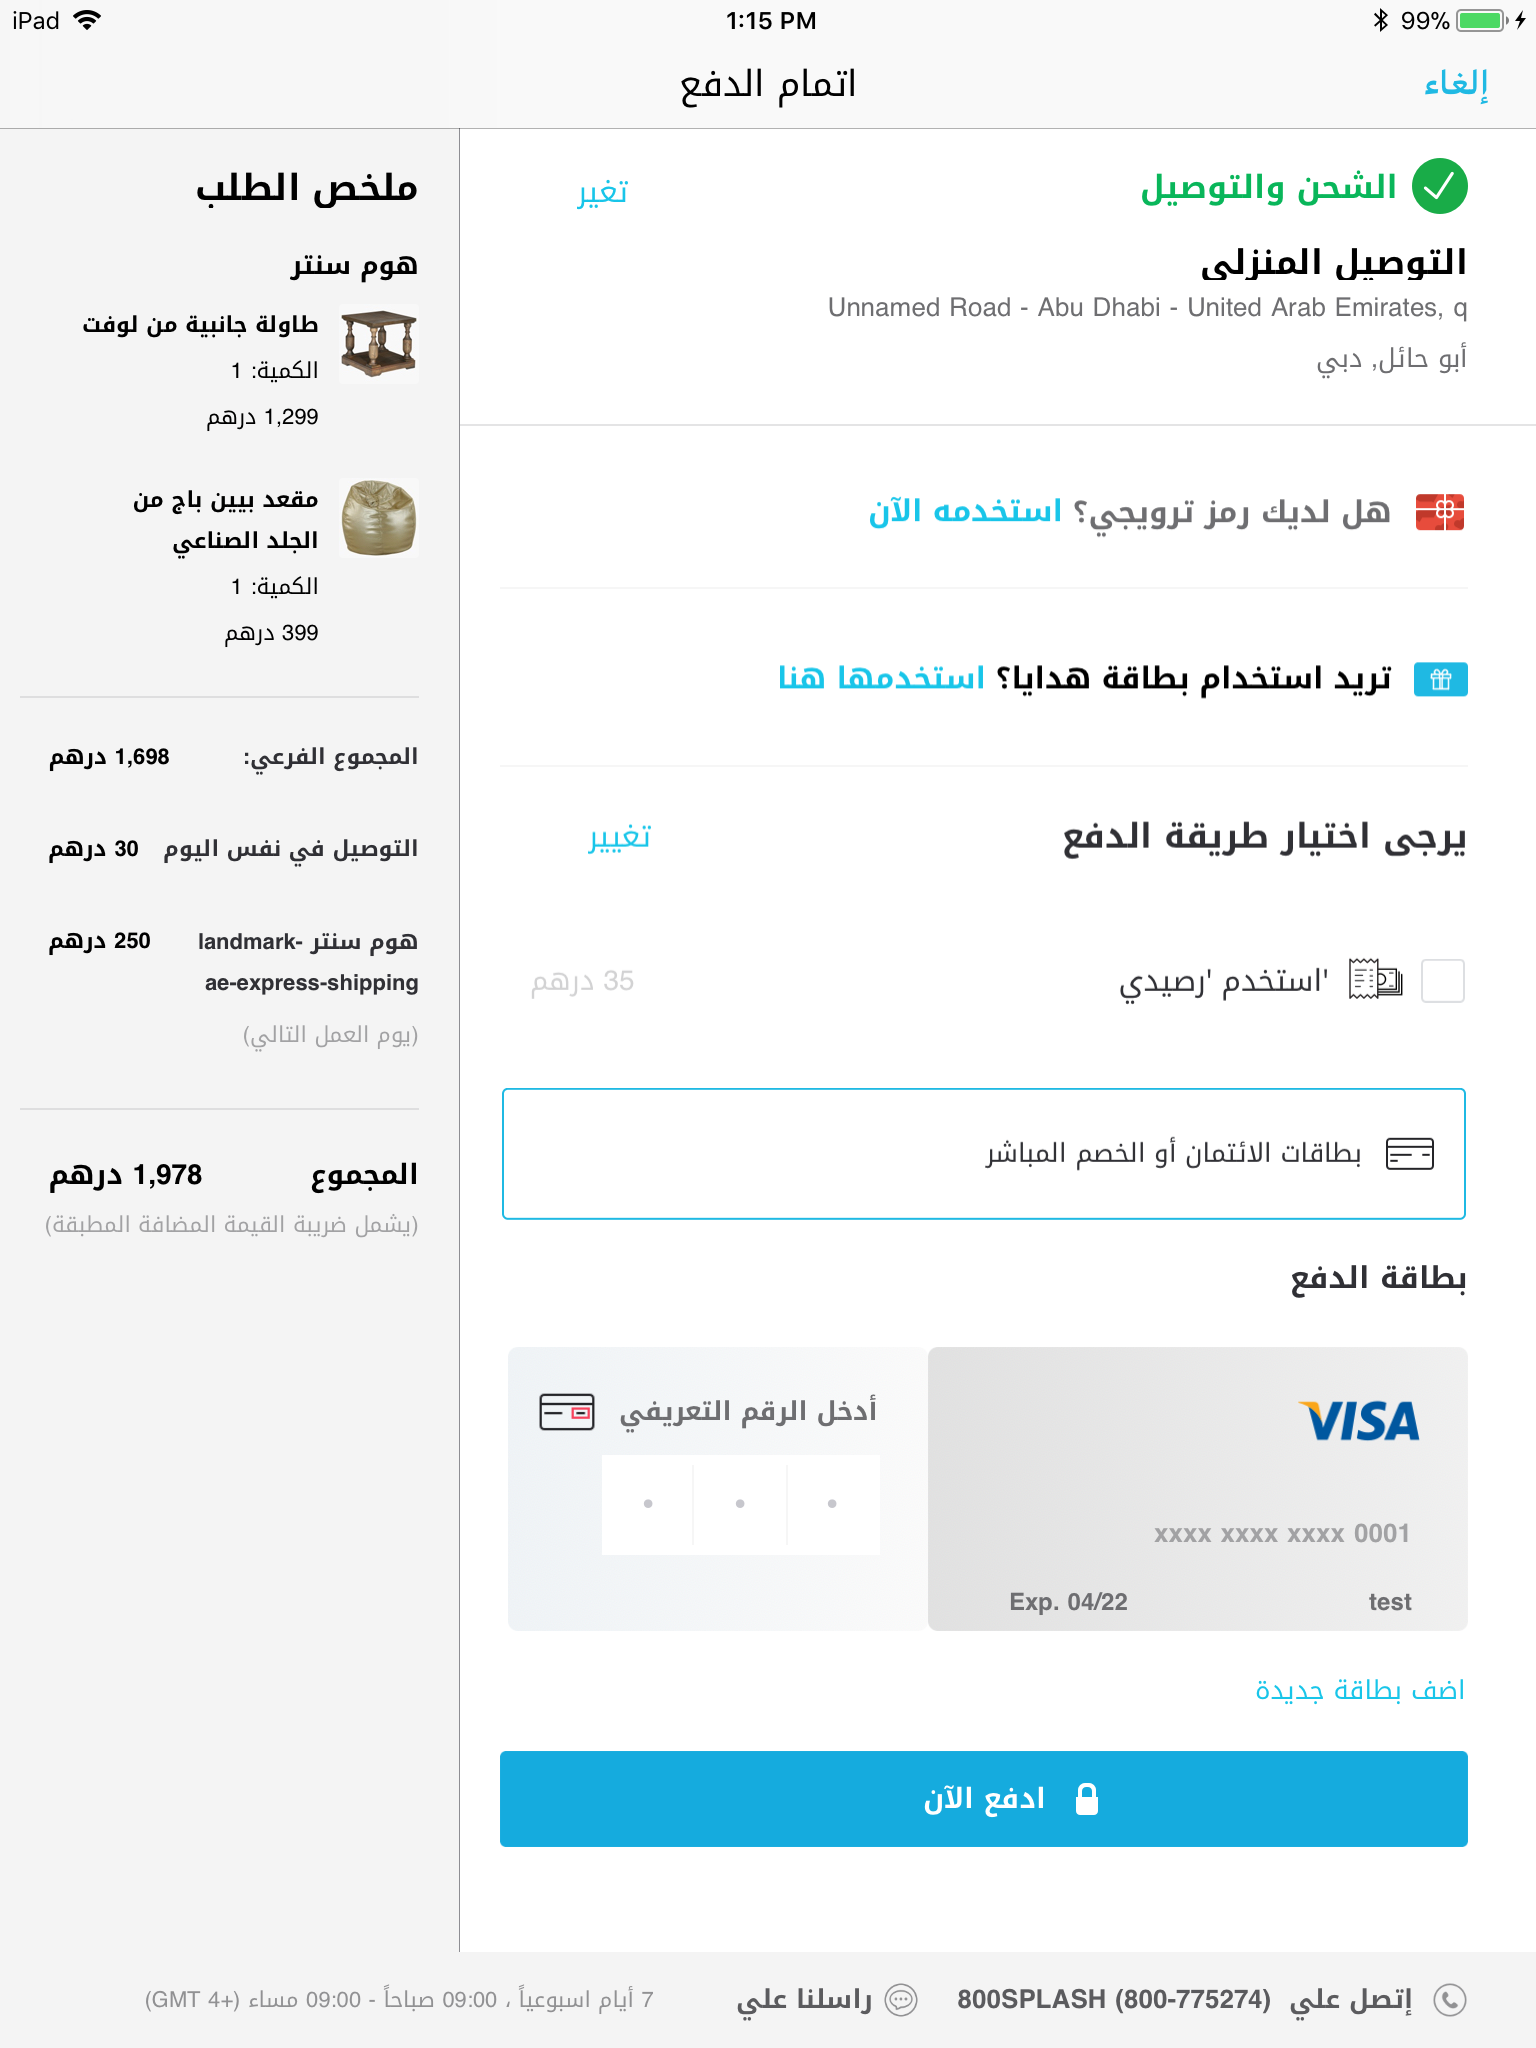 iPad
1:15 PM
99%
إلغاء
اتمام الدفع
الشحن والتوصيل
تغير
التوصيل المنزلي
Unnamed Road - Abu Dhabi - United Arab Emirates, q
أبو حائل, دبي
هل لديك رمز ترويجي؟ استخدمه الآن
تريد استخدام بطاقة هدايا؟ استخدمها هنا
يرجى اختيار طريقة الدفع
تغيير
'استخدم 'رصيدي
35 درهم
بطاقات الائتمان أو الخصم المباشر
بطاقة الدفع
VISA
xxxx xxxx xxxx 0001
test
Exp. 04/22
أدخل الرقم التعريفي
اضف بطاقة جديدة
ادفع الآن
ملخص الطلب
هوم سنتر
طاولة جانبية من لوفت
الكمية: 1
1,299 درهم
مقعد بيين باج من
الجلد الصناعي
الكمية: 1
399 درهم
المجموع الفرعي: 1,698 درهم
التوصيل في نفس اليوم 30 درهم
هوم سنتر landmark- 250 درهم
ae-express-shipping
(يوم العمل التالي)
المجموع 1,978 درهم
(يشمل ضريبة القيمة المضافة المطبقة)
إتصل علي 800SPLASH (800-775274)
راسلنا علي
7 أيام اسبوعياً ، 09:00 صباحاً - 09:00 مساء (GMT 4+)